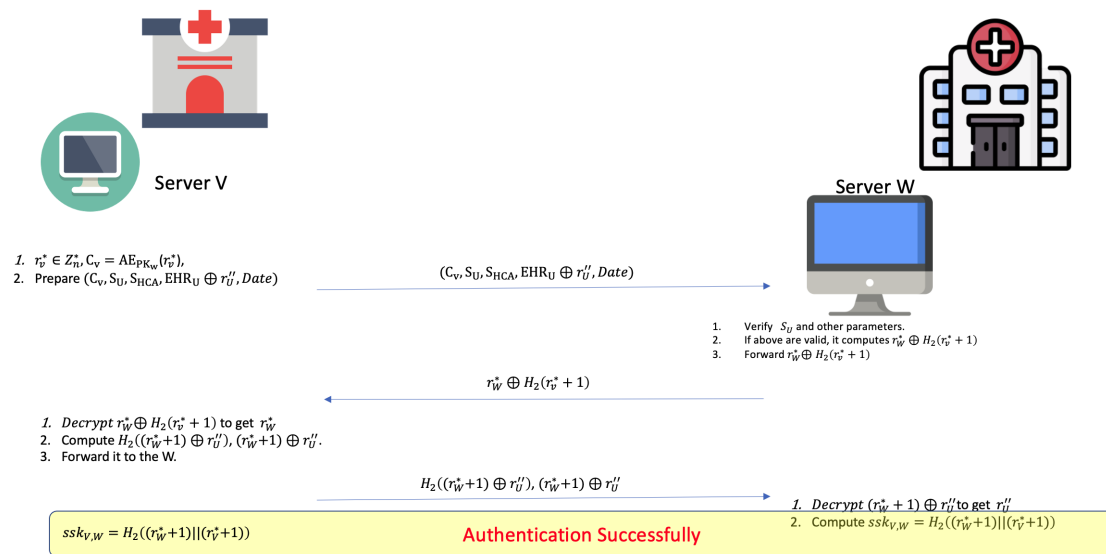 Server V
Server W
1. r*_v ∈ Z*_n, C_v = AE_{PK_w}(r*_v),
2. Prepare (C_v, S_U, S_HCA, EHR_U ⊕ r''_U, Date)
(C_v, S_U, S_HCA, EHR_U ⊕ r''_U, Date)
1. Verify S_U and other parameters.
2. If above are valid, it computes r*_W ⊕ H_2(r*_v + 1)
3. Forward r*_W ⊕ H_2(r*_v + 1)
r*_W ⊕ H_2(r*_v + 1)
1. Decrypt r*_W ⊕ H_2(r*_v + 1) to get r*_W
2. Compute H_2((r*_W+1) ⊕ r''_U), (r*_W+1) ⊕ r''_U.
3. Forward it to the W.
H_2((r*_W+1) ⊕ r''_U), (r*_W+1) ⊕ r''_U
1. Decrypt (r*_W + 1) ⊕ r''_U to get r''_U
2. Compute ssk_{V,W} = H_2((r*_W+1)||(r*_V+1))
ssk_{V,W} = H_2((r*_W+1)||(r*_v+1))
Authentication Successfully